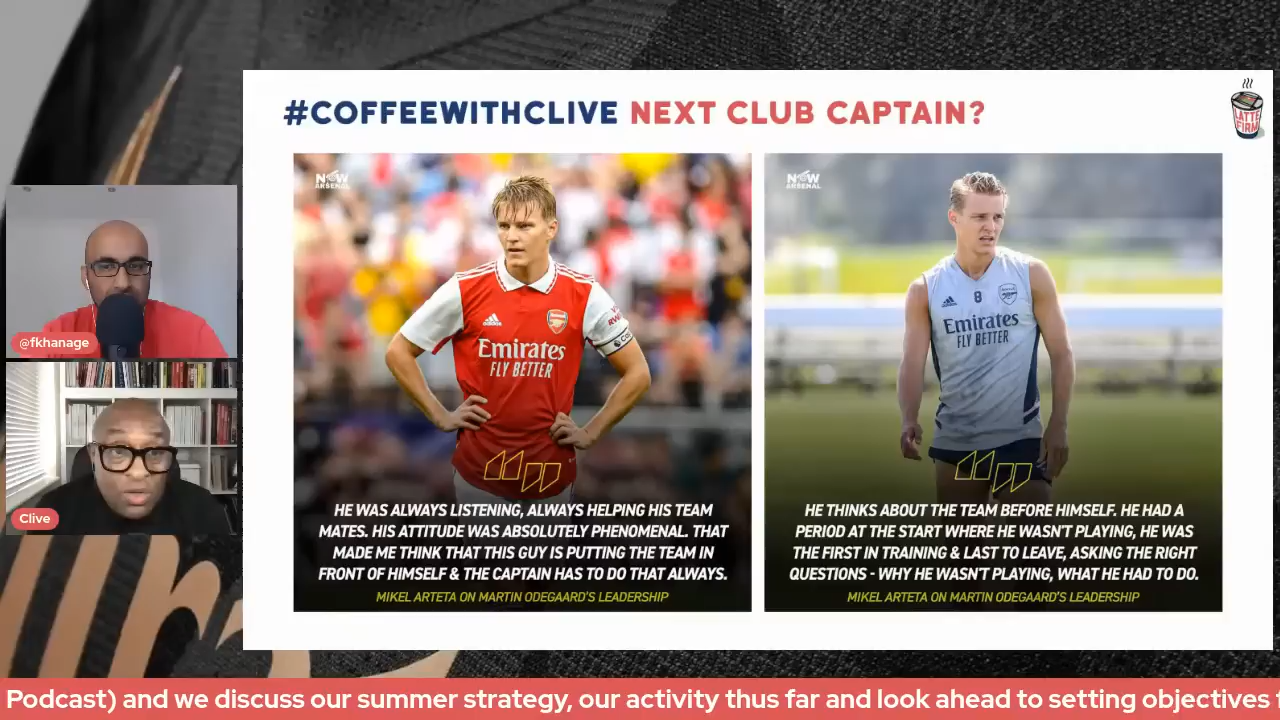 #COFFEEWITHCLIVE NEXT CLUB CAPTAIN?
LATTE
FIRM
NOW
ARSENAL
Emirates
FLY BETTER
HE WAS ALWAYS LISTENING, ALWAYS HELPING HIS TEAM
MATES. HIS ATTITUDE WAS ABSOLUTELY PHENOMENAL. THAT
MADE ME THINK THAT THIS GUY IS PUTTING THE TEAM IN
FRONT OF HIMSELF & THE CAPTAIN HAS TO DO THAT ALWAYS.
MIKEL ARTETA ON MARTIN ODEGAARD'S LEADERSHIP
NOW
ARSENAL
8
Emirates
FLY BETTER
HE THINKS ABOUT THE TEAM BEFORE HIMSELF. HE HAD A
PERIOD AT THE START WHERE HE WASN'T PLAYING, HE WAS
THE FIRST IN TRAINING & LAST TO LEAVE, ASKING THE RIGHT
QUESTIONS - WHY HE WASN'T PLAYING, WHAT HE HAD TO DO.
MIKEL ARTETA ON MARTIN ODEGAARD'S LEADERSHIP
@fkhanage
Clive
Podcast) and we discuss our summer strategy, our activity thus far and look ahead to setting objectives